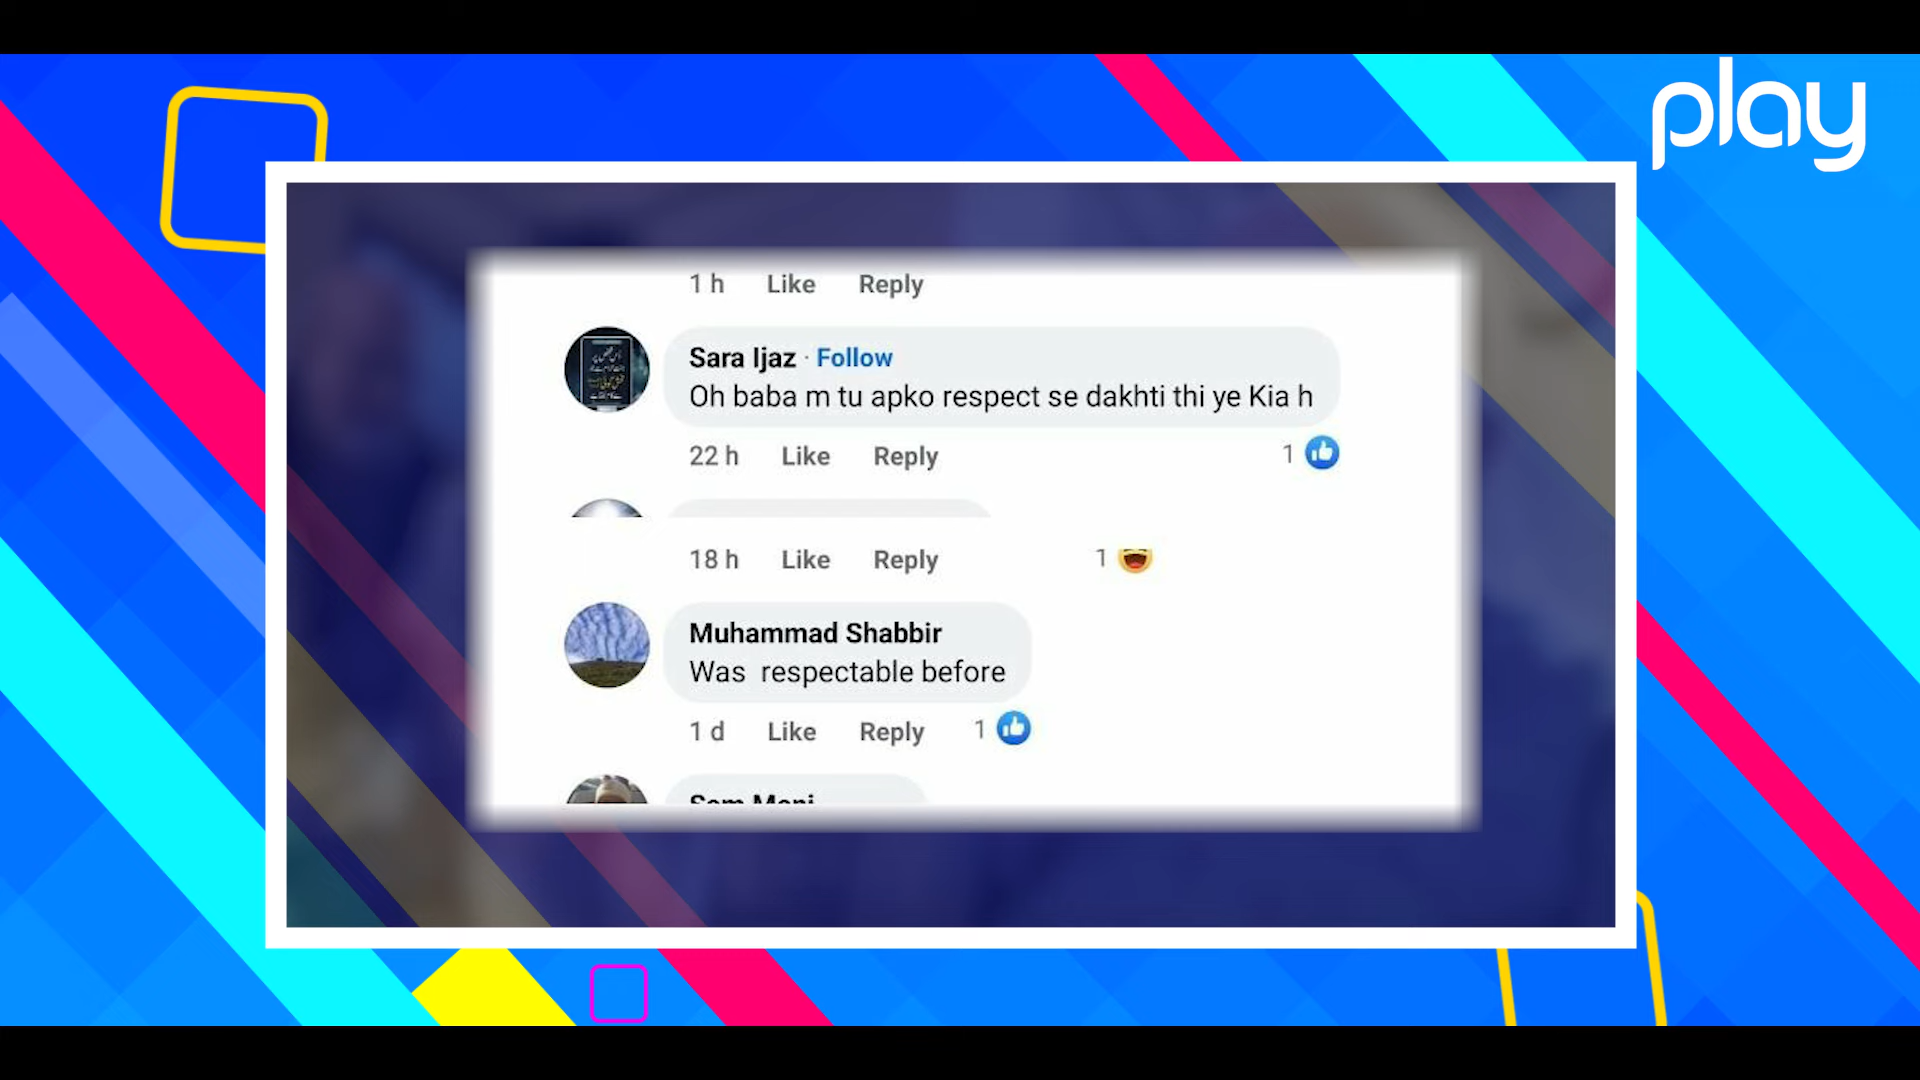 play
1 h Like Reply
Sara Ijaz · Follow
Oh baba m tu apko respect se dakhti thi ye Kia h
22 h Like Reply 1
18 h Like Reply 1
Muhammad Shabbir
Was respectable before
1 d Like Reply 1